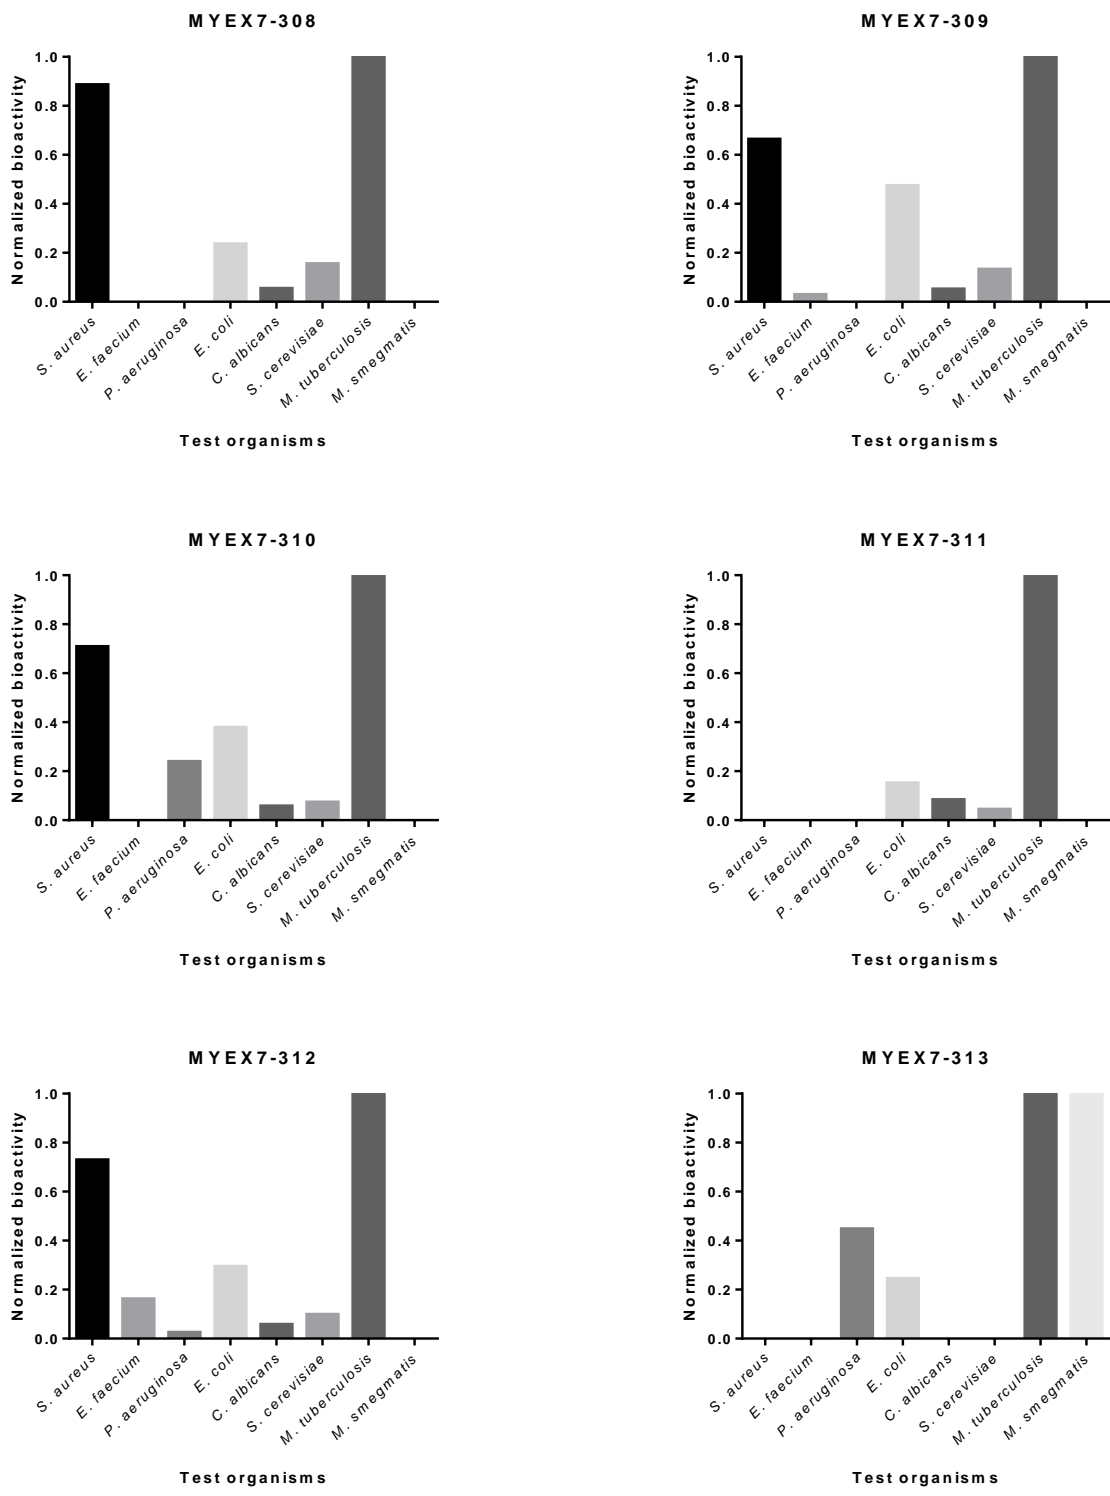 MYEX7-308
Normalized bioactivity
1.0
0.8
0.6
0.4
0.2
0.0
S. aureus
E. faecium
P. aeruginosa
E. coli
C. albicans
S. cerevisiae
M. tuberculosis
M. smegmatis
Test organisms
MYEX7-309
Normalized bioactivity
1.0
0.8
0.6
0.4
0.2
0.0
S. aureus
E. faecium
P. aeruginosa
E. coli
C. albicans
S. cerevisiae
M. tuberculosis
M. smegmatis
Test organisms
MYEX7-310
Normalized bioactivity
1.0
0.8
0.6
0.4
0.2
0.0
S. aureus
E. faecium
P. aeruginosa
E. coli
C. albicans
S. cerevisiae
M. tuberculosis
M. smegmatis
Test organisms
MYEX7-311
Normalized bioactivity
1.0
0.8
0.6
0.4
0.2
0.0
S. aureus
E. faecium
P. aeruginosa
E. coli
C. albicans
S. cerevisiae
M. tuberculosis
M. smegmatis
Test organisms
MYEX7-312
Normalized bioactivity
1.0
0.8
0.6
0.4
0.2
0.0
S. aureus
E. faecium
P. aeruginosa
E. coli
C. albicans
S. cerevisiae
M. tuberculosis
M. smegmatis
Test organisms
MYEX7-313
Normalized bioactivity
1.0
0.8
0.6
0.4
0.2
0.0
S. aureus
E. faecium
P. aeruginosa
E. coli
C. albicans
S. cerevisiae
M. tuberculosis
M. smegmatis
Test organisms